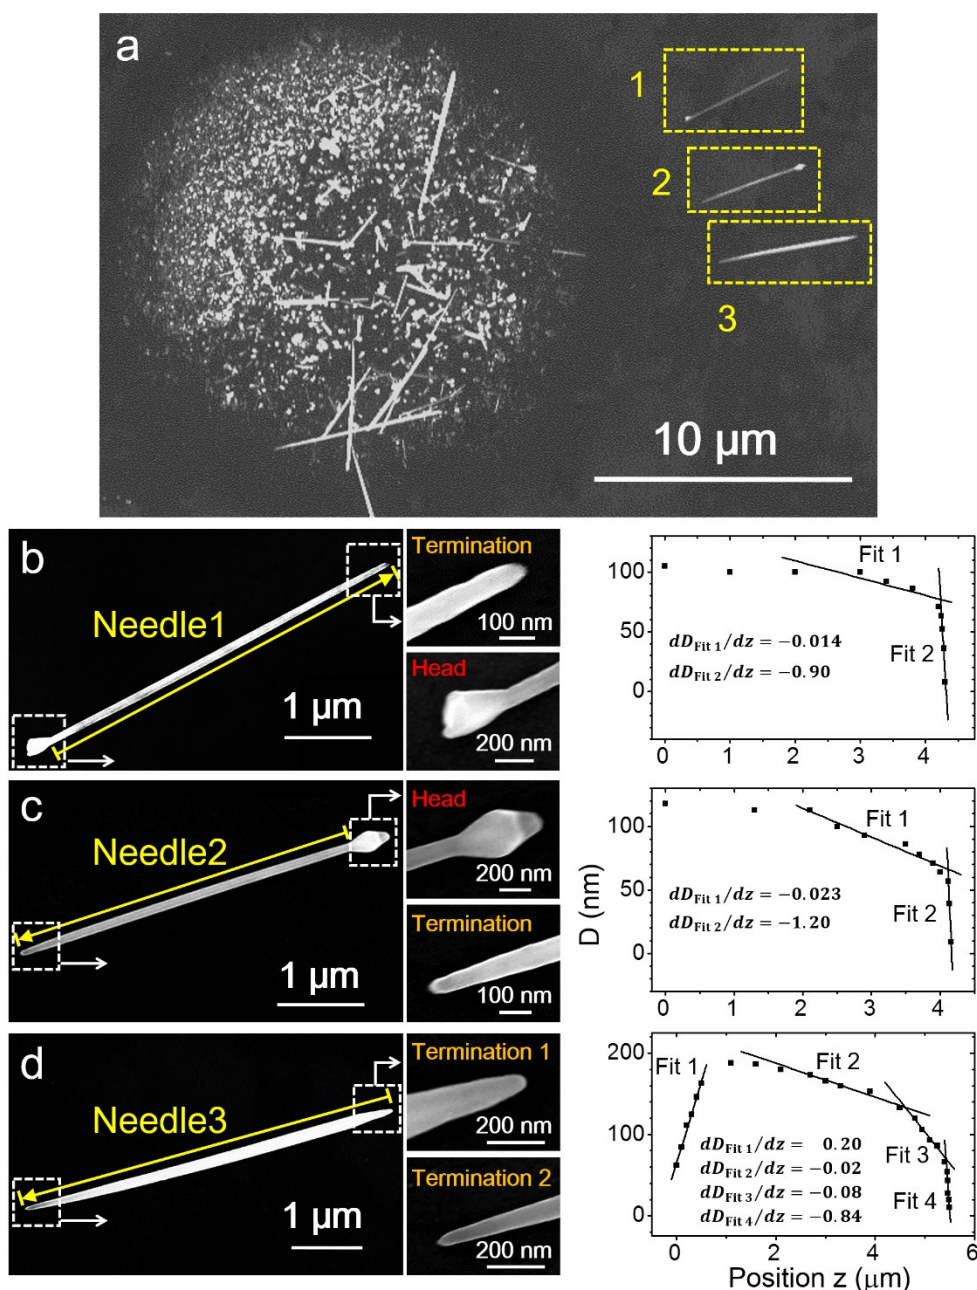 a
1
2
3
10 µm
b
Needle1
1 µm
Termination
100 nm
Head
200 nm
100
50
0
0 1 2 3 4
Fit 1
Fit 2
dD_Fit 1/dz = −0.014
dD_Fit 2/dz = −0.90
c
Needle2
1 µm
Head
200 nm
Termination
100 nm
D (nm)
100
50
0
0 1 2 3 4
Fit 1
Fit 2
dD_Fit 1/dz = −0.023
dD_Fit 2/dz = −1.20
d
Needle3
1 µm
Termination 1
200 nm
Termination 2
200 nm
200
100
0
0 2 4 6
Fit 1
Fit 2
Fit 3
Fit 4
dD_Fit 1/dz = 0.20
dD_Fit 2/dz = −0.02
dD_Fit 3/dz = −0.08
dD_Fit 4/dz = −0.84
Position z (µm)